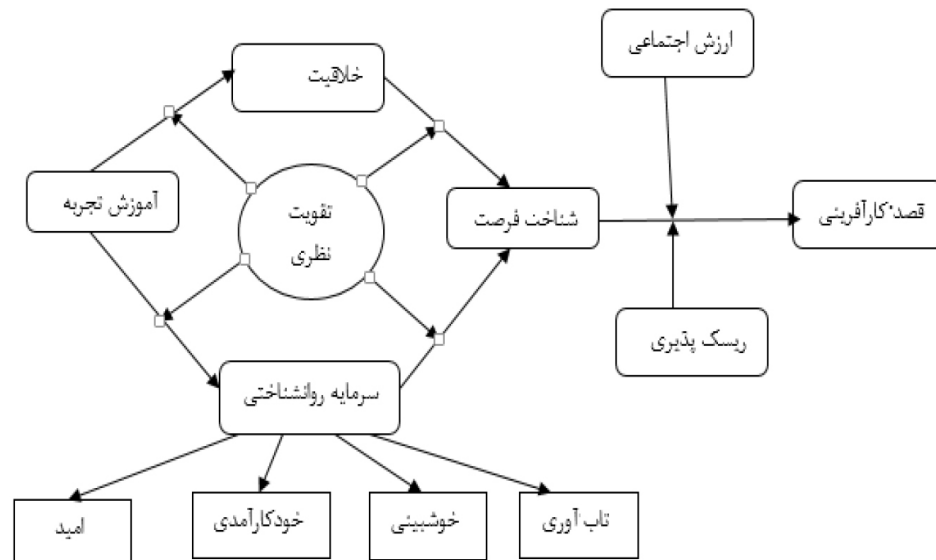 ارزش اجتماعی
خلاقیت
آموزش تجربه
تقویت
نظری
شناخت فرصت
قصد کارآفرینی
ریسک پذیری
سرمایه روانشناختی
تاب آوری
خوشبینی
خودکارآمدی
امید